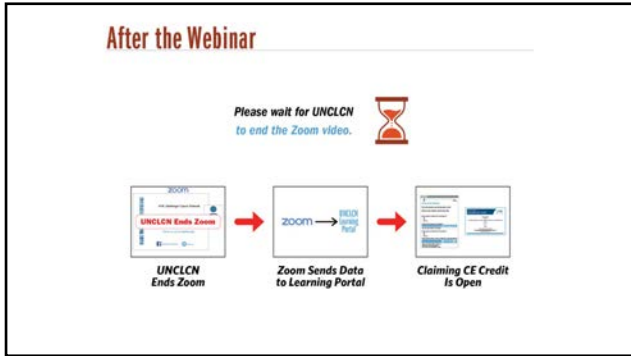 After the Webinar
Please wait for UNCLCN
to end the Zoom video.
zoom
UNCLCN Ends Zoom
zoom
UNCLCN
Learning
Portal
UNCLCN
Ends Zoom
Zoom Sends Data
to Learning Portal
Claiming CE Credit
Is Open